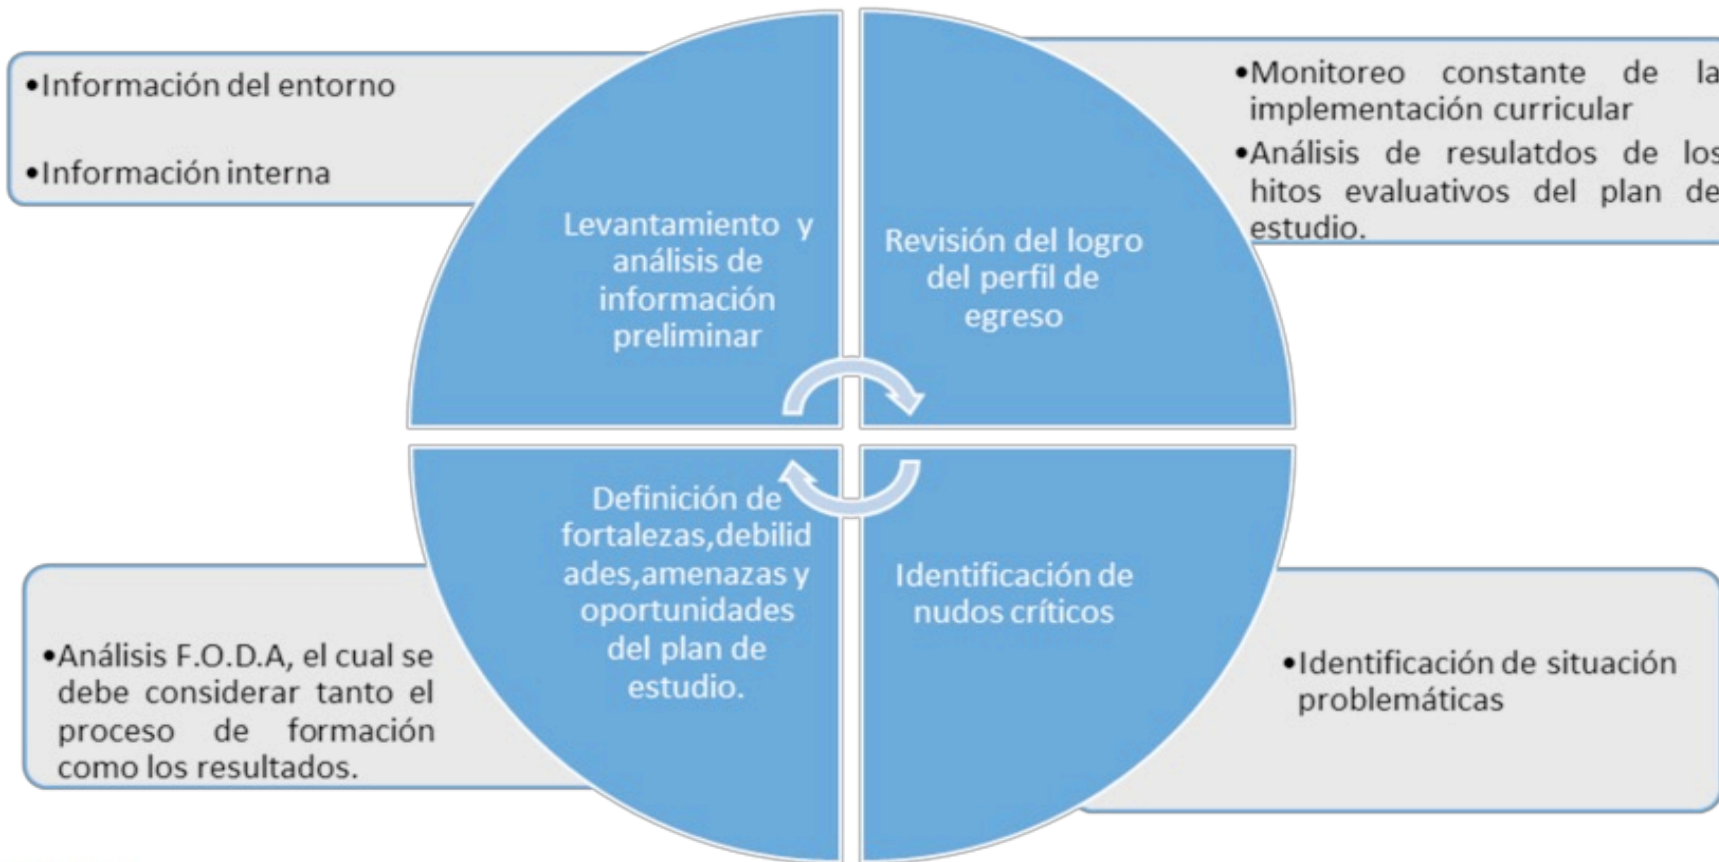 •Información del entorno
•Información interna
Levantamiento y
análisis de
información
preliminar
Revisión del logro
del perfil de
egreso
•Monitoreo constante de la
implementación curricular
•Análisis de resulatdos de los
hitos evaluativos del plan de
estudio.
Definición de
fortalezas,debilid
ades,amenazas y
oportunidades
del plan de
estudio.
Identificación de
nudos críticos
•Análisis F.O.D.A, el cual se
debe considerar tanto el
proceso de formación
como los resultados.
•Identificación de situación
problemáticas